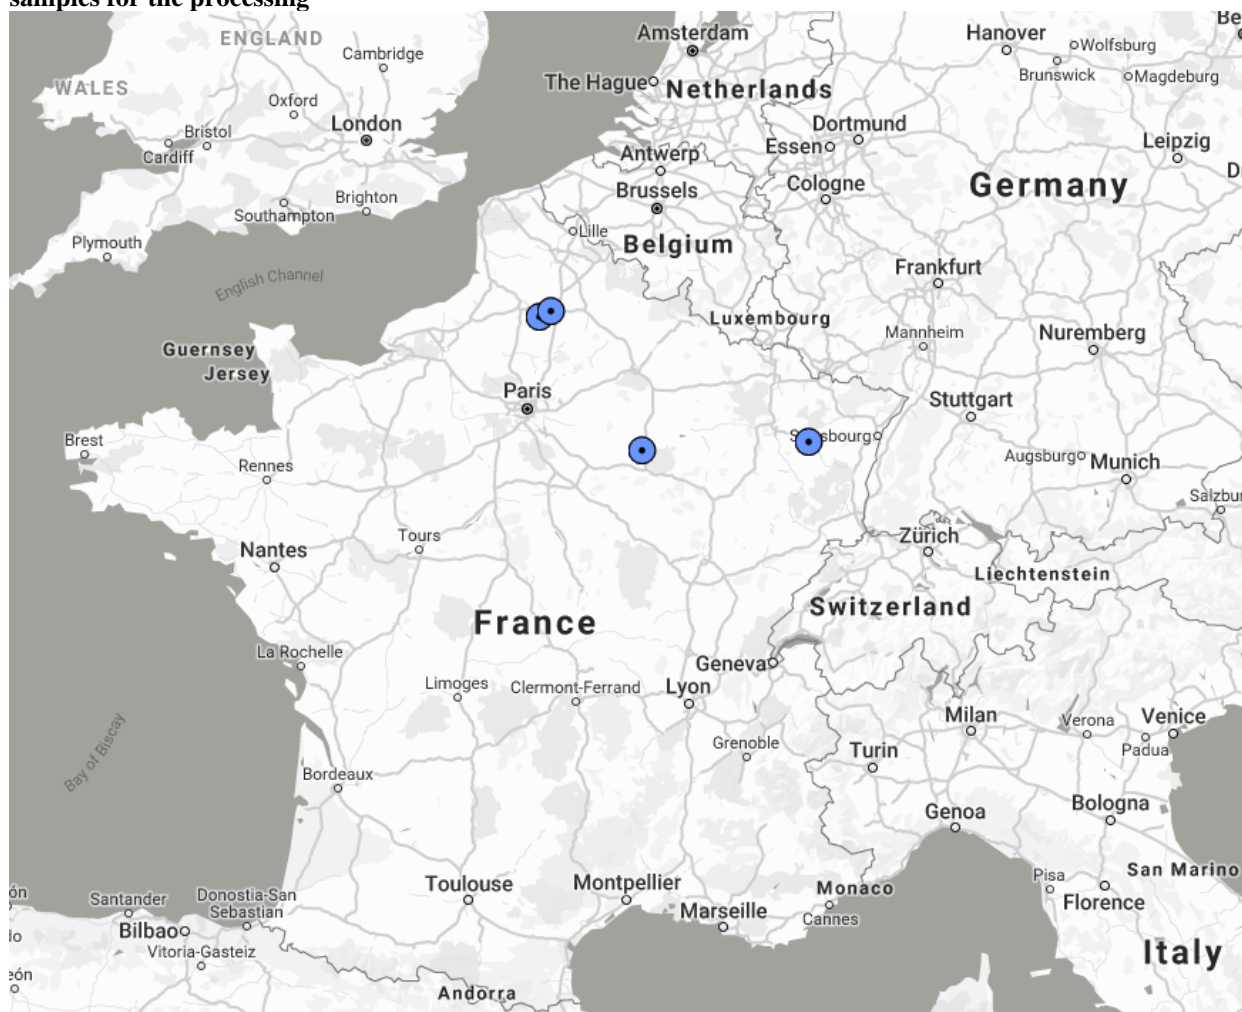 samples for the processing
ENGLAND
Cambridge
WALES
Oxford
London
Bristol
Cardiff
Brighton
Southampton
Plymouth
English Channel
Amsterdam
The Hague
Netherlands
Hanover
Wolfsburg
Brunswick
Magdeburg
Dortmund
Essen
Leipzig
Antwerp
Brussels
Cologne
Germany
Lille
Belgium
Frankfurt
Luxembourg
Mannheim
Nuremberg
Guernsey
Jersey
Paris
Stuttgart
Brest
Rennes
Augsburg
Munich
Tours
Nantes
Zürich
Liechtenstein
Switzerland
France
La Rochelle
Geneva
Limoges
Clermont-Ferrand
Lyon
Milan
Verona
Venice
Padua
Grenoble
Turin
Bay of Biscay
Bordeaux
Genoa
Bologna
San Marino
Pisa
Florence
Toulouse
Montpellier
Monaco
Marseille
Cannes
Santander
Donostia-San
Sebastian
Bilbao
Vitoria-Gasteiz
Italy
Andorra